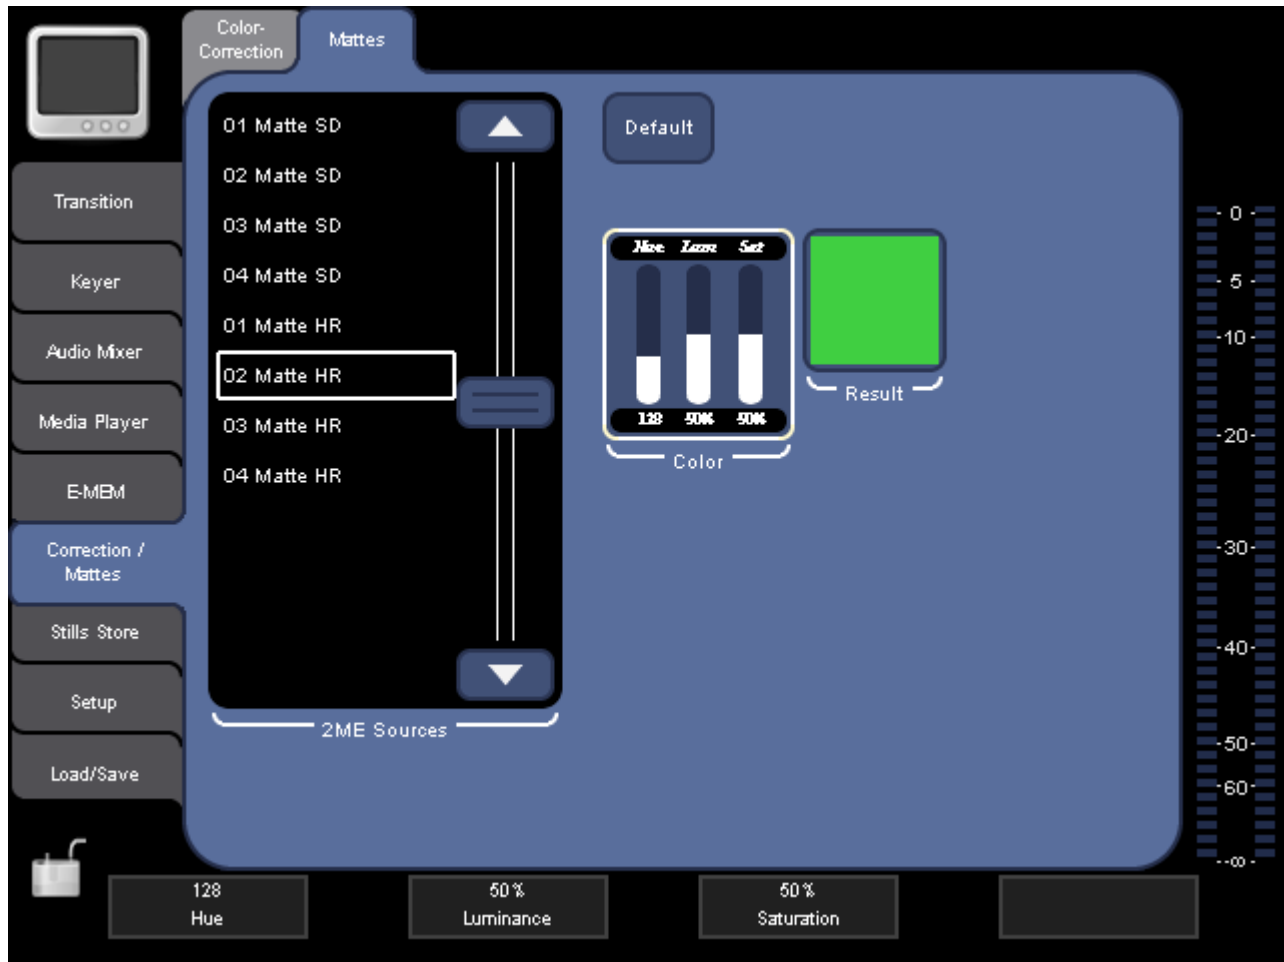 Color-
Correction
Mattes
Transition
Keyer
Audio Mixer
Media Player
E-MEM
Correction /
Mattes
Stills Store
Setup
Load/Save
01 Matte SD
02 Matte SD
03 Matte SD
04 Matte SD
01 Matte HR
02 Matte HR
03 Matte HR
04 Matte HR
2ME Sources
Default
Hue Lum Sat
128 50% 50%
Color
Result
- 0 -
- 5 -
-10-
-20-
-30-
-40-
-50-
-60-
--∞ -
128
Hue
50%
Luminance
50%
Saturation